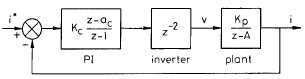 i* + − K_c (z-a_c)/(z-1) z⁻² v K_p/(z-A) i
PI inverter plant